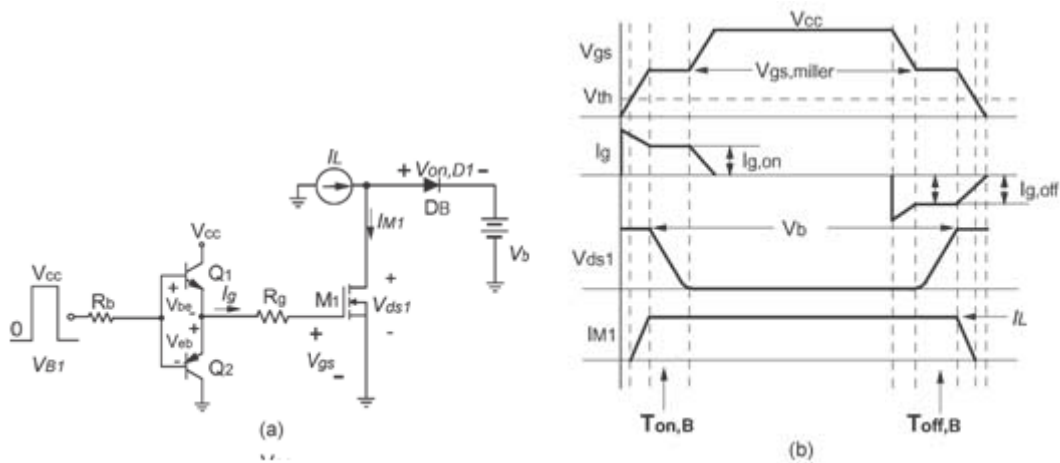 IL
+ Von,D1 -
DB
IM1
Vb
Vcc
Vcc
Q1
Rb
+
Vbe
-
Ig
Rg
M1
+
Vds1
-
0
VB1
+
Veb
-
Q2
+
Vgs
-
(a)
Vcc
Vgs
Vgs,miller
Vth
Ig
Ig,on
Ig,off
Vb
Vds1
IL
IM1
Ton,B
Toff,B
(b)